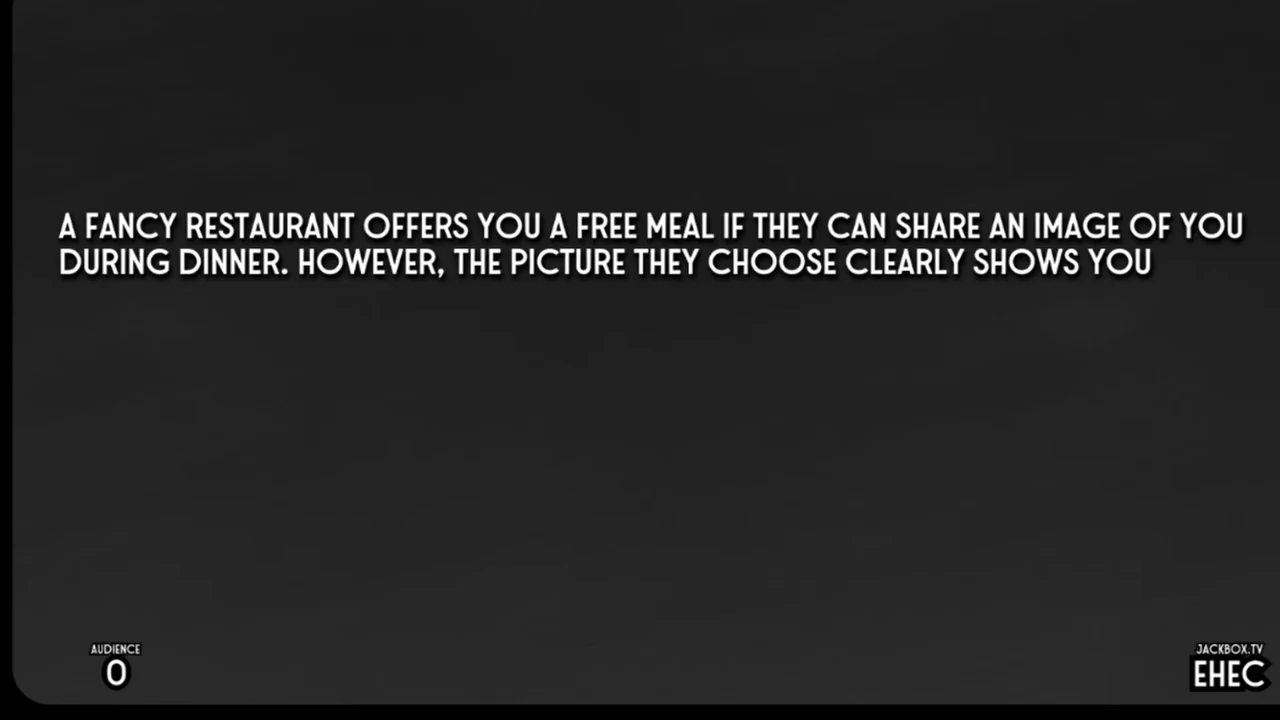 A FANCY RESTAURANT OFFERS YOU A FREE MEAL IF THEY CAN SHARE AN IMAGE OF YOU
DURING DINNER. HOWEVER, THE PICTURE THEY CHOOSE CLEARLY SHOWS YOU
AUDIENCE
0
JACKBOX.TV
EHEC